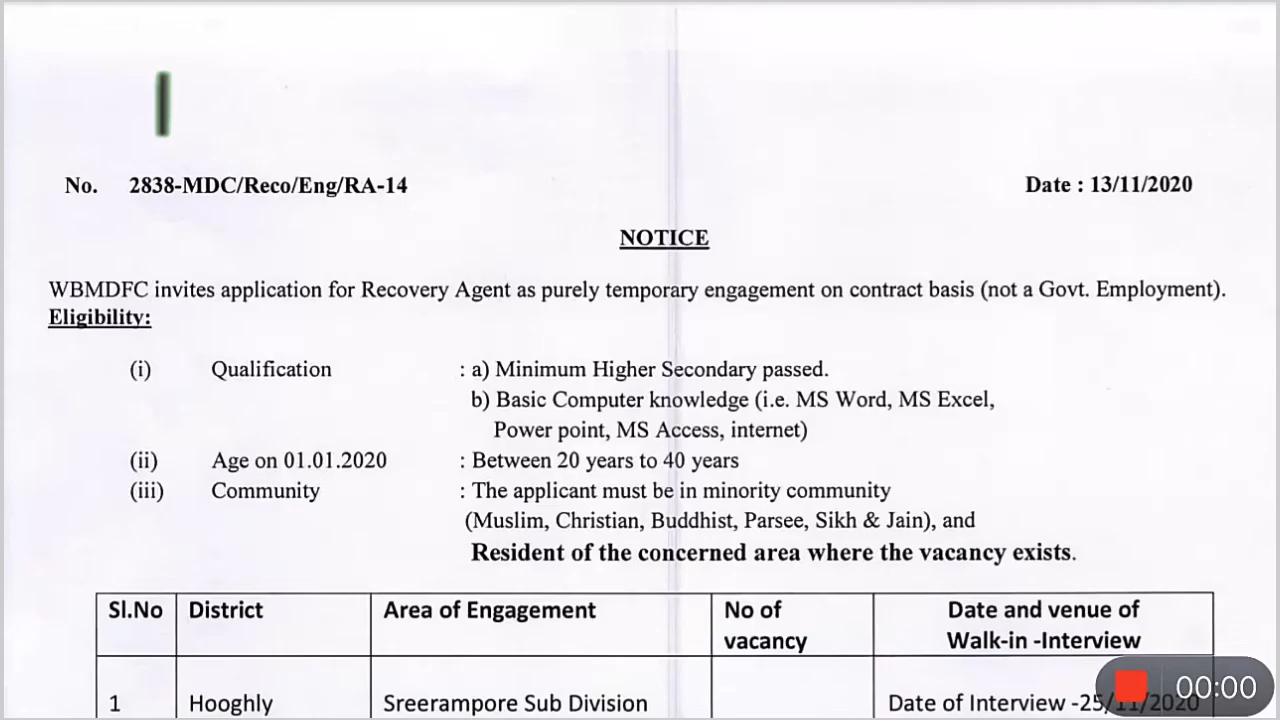 No. 2838-MDC/Reco/Eng/RA-14 Date : 13/11/2020
NOTICE
WBMDFC invites application for Recovery Agent as purely temporary engagement on contract basis (not a Govt. Employment).
Eligibility:
(i) Qualification : a) Minimum Higher Secondary passed.
b) Basic Computer knowledge (i.e. MS Word, MS Excel,
Power point, MS Access, internet)
(ii) Age on 01.01.2020 : Between 20 years to 40 years
(iii) Community : The applicant must be in minority community
(Muslim, Christian, Buddhist, Parsee, Sikh & Jain), and
Resident of the concerned area where the vacancy exists.
Sl.No District Area of Engagement No of Date and venue of
vacancy Walk-in -Interview
1 Hooghly Sreerampore Sub Division Date of Interview -25/11/2020
00:00